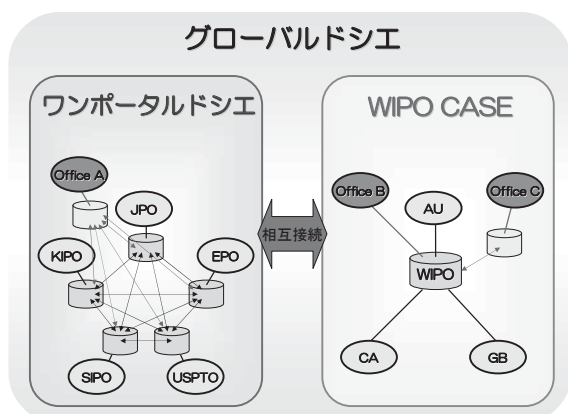 グローバルドシエ
ワンポータルドシエ
Office A
JPO
KIPO
EPO
SIPO
USPTO
相互接続
WIPO CASE
Office B
AU
Office C
WIPO
CA
GB